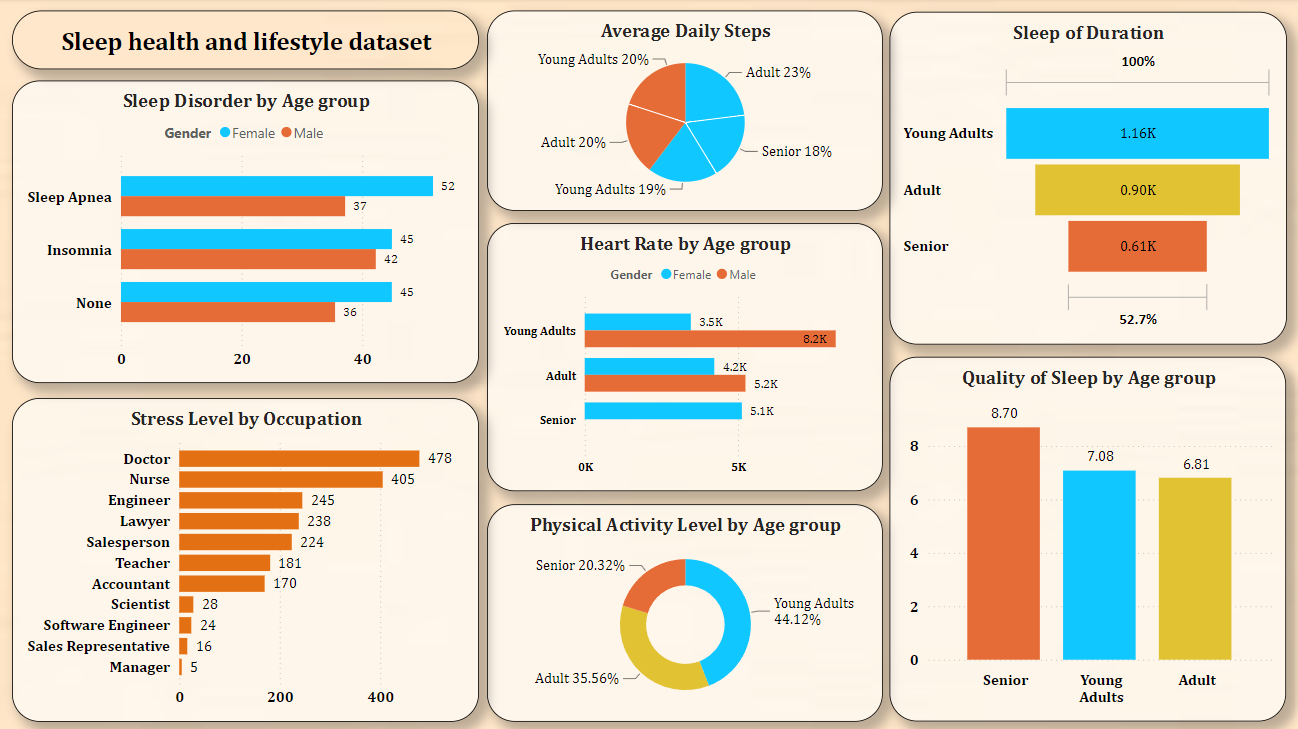 Sleep health and lifestyle dataset
Sleep Disorder by Age group
Gender Female Male
Sleep Apnea 52
37
Insomnia 45
42
None 45
36
0 20 40
Stress Level by Occupation
Doctor 478
Nurse 405
Engineer 245
Lawyer 238
Salesperson 224
Teacher 181
Accountant 170
Scientist 28
Software Engineer 24
Sales Representative 16
Manager 5
0 200 400
Average Daily Steps
Young Adults 20%
Adult 23%
Adult 20%
Senior 18%
Young Adults 19%
Heart Rate by Age group
Gender Female Male
Young Adults 3.5K
8.2K
Adult 4.2K
5.2K
Senior 5.1K
0K 5K
Physical Activity Level by Age group
Senior 20.32%
Young Adults
44.12%
Adult 35.56%
Sleep of Duration
100%
Young Adults 1.16K
Adult 0.90K
Senior 0.61K
52.7%
Quality of Sleep by Age group
8.70
7.08
6.81
8
6
4
2
0
Senior Young Adults Adult